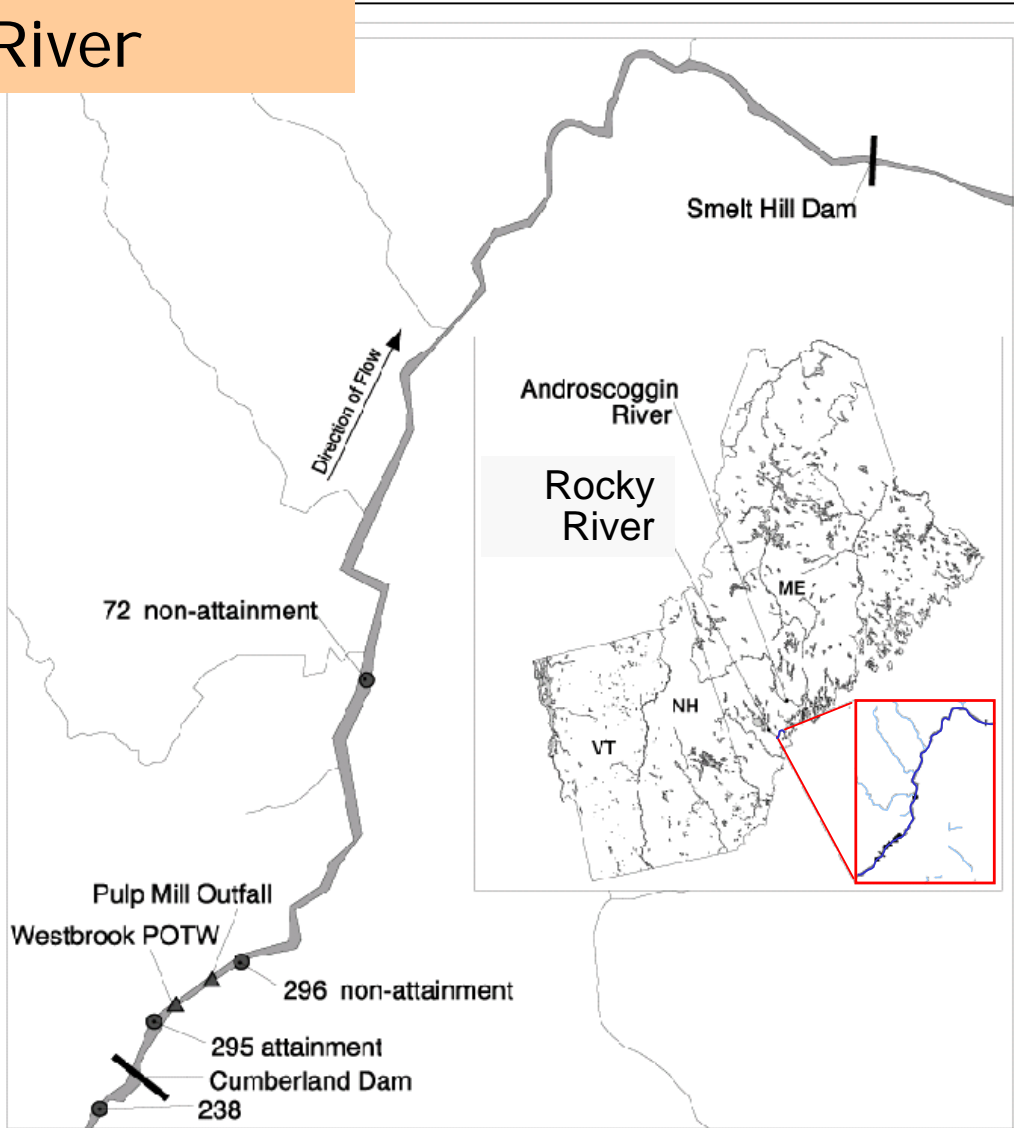 River
Smelt Hill Dam
Direction of Flow
Androscoggin
River
Rocky
River
ME
NH
VT
72 non-attainment
Pulp Mill Outfall
Westbrook POTW
296 non-attainment
295 attainment
Cumberland Dam
238